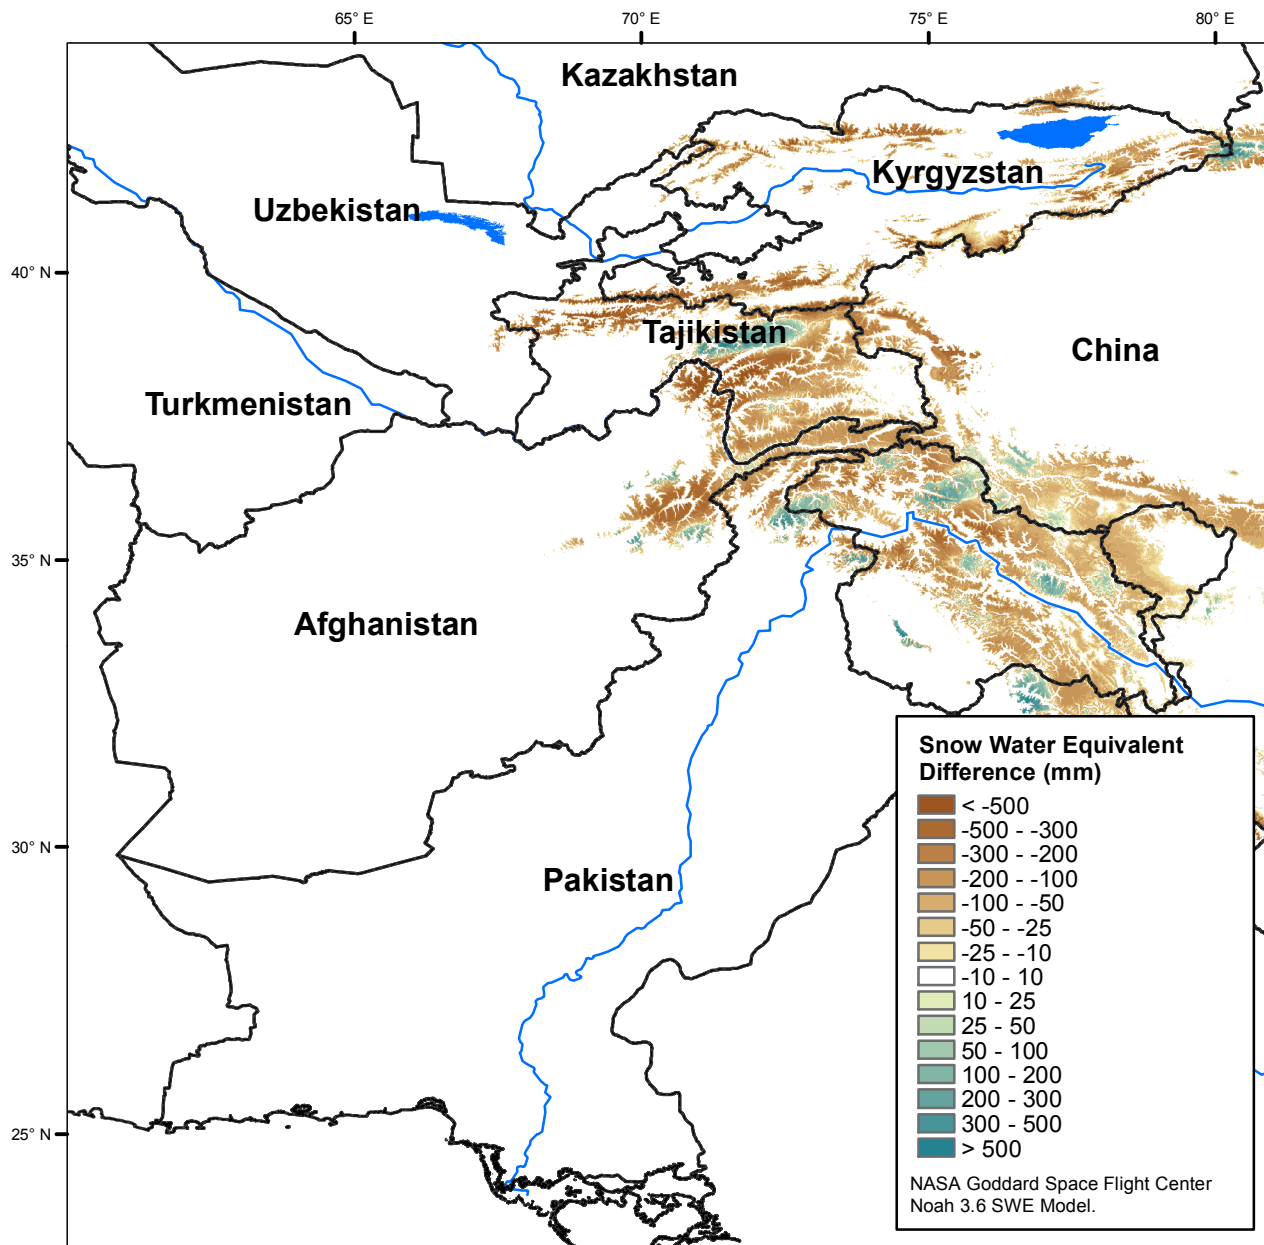 65° E
70° E
75° E
80° E
Kazakhstan
Kyrgyzstan
Uzbekistan
40° N
Tajikistan
China
Turkmenistan
35° N
Afghanistan
Snow Water Equivalent
Difference (mm)
< -500
-500 - -300
-300 - -200
-200 - -100
-100 - -50
-50 - -25
-25 - -10
-10 - 10
10 - 25
25 - 50
50 - 100
100 - 200
200 - 300
300 - 500
> 500
30° N
Pakistan
25° N
NASA Goddard Space Flight Center
Noah 3.6 SWE Model.